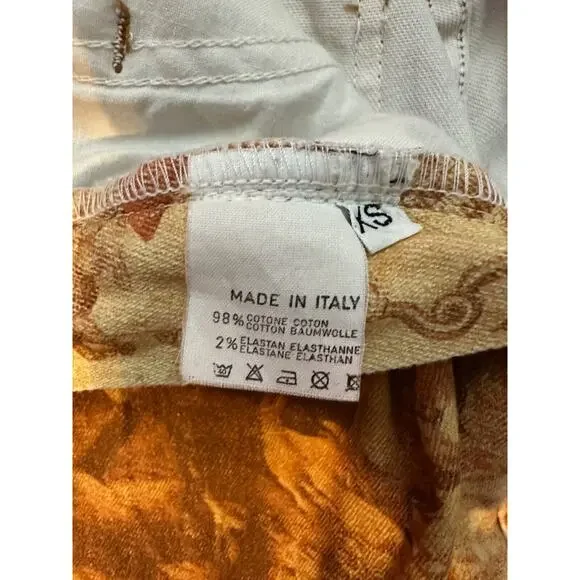 XS
MADE IN ITALY
98% COTONE COTON
COTTON BAUMWOLLE
2% ELASTAN ELASTHANNE
ELASTANE ELASTHAN